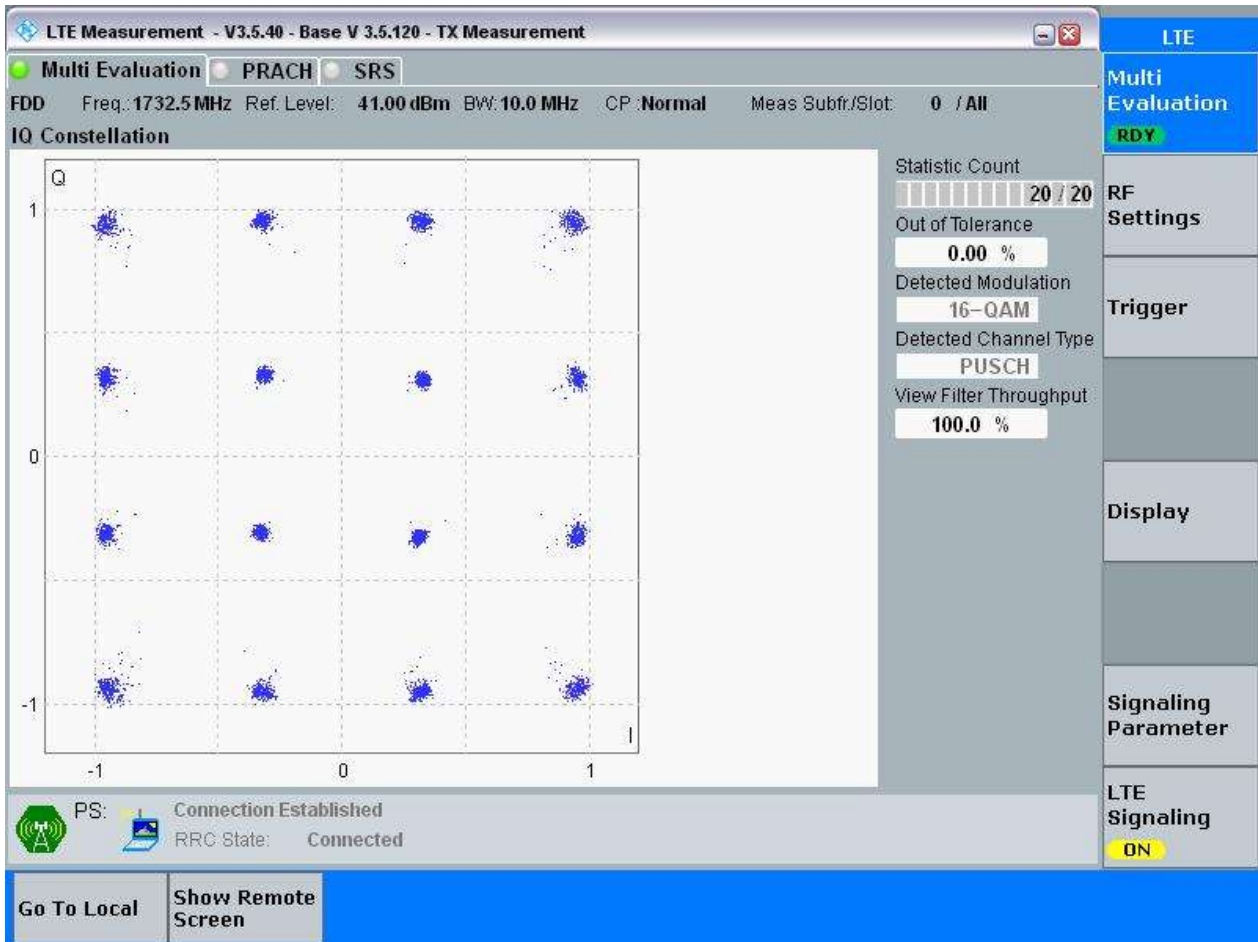 LTE Measurement - V3.5.40 - Base V 3.5.120 - TX Measurement
LTE
Multi Evaluation PRACH SRS
Multi
Evaluation
RDY
FDD Freq.: 1732.5 MHz Ref. Level: 41.00 dBm BW: 10.0 MHz CP : Normal Meas Subfr./Slot: 0 / All
IQ Constellation
Q
1
0
-1
-1 0 1
I
Statistic Count
20 / 20
Out of Tolerance
0.00 %
Detected Modulation
16-QAM
Detected Channel Type
PUSCH
View Filter Throughput
100.0 %
RF
Settings
Trigger
Display
Signaling
Parameter
LTE
Signaling
ON
PS: Connection Established
RRC State: Connected
Go To Local
Show Remote
Screen